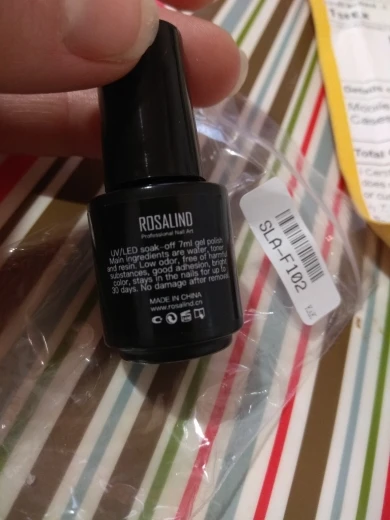 ROSALIND
Professional Nail Art
UV/LED soak-off 7ml gel polish
Main ingredients are water, toner
and resin. Low odor, free of harmful
substances, good adhesion, bright
color, stays in the nails for up to
30 days. No damage after remove.
MADE IN CHINA
www.rosalind.cn
SLA-F102
Total